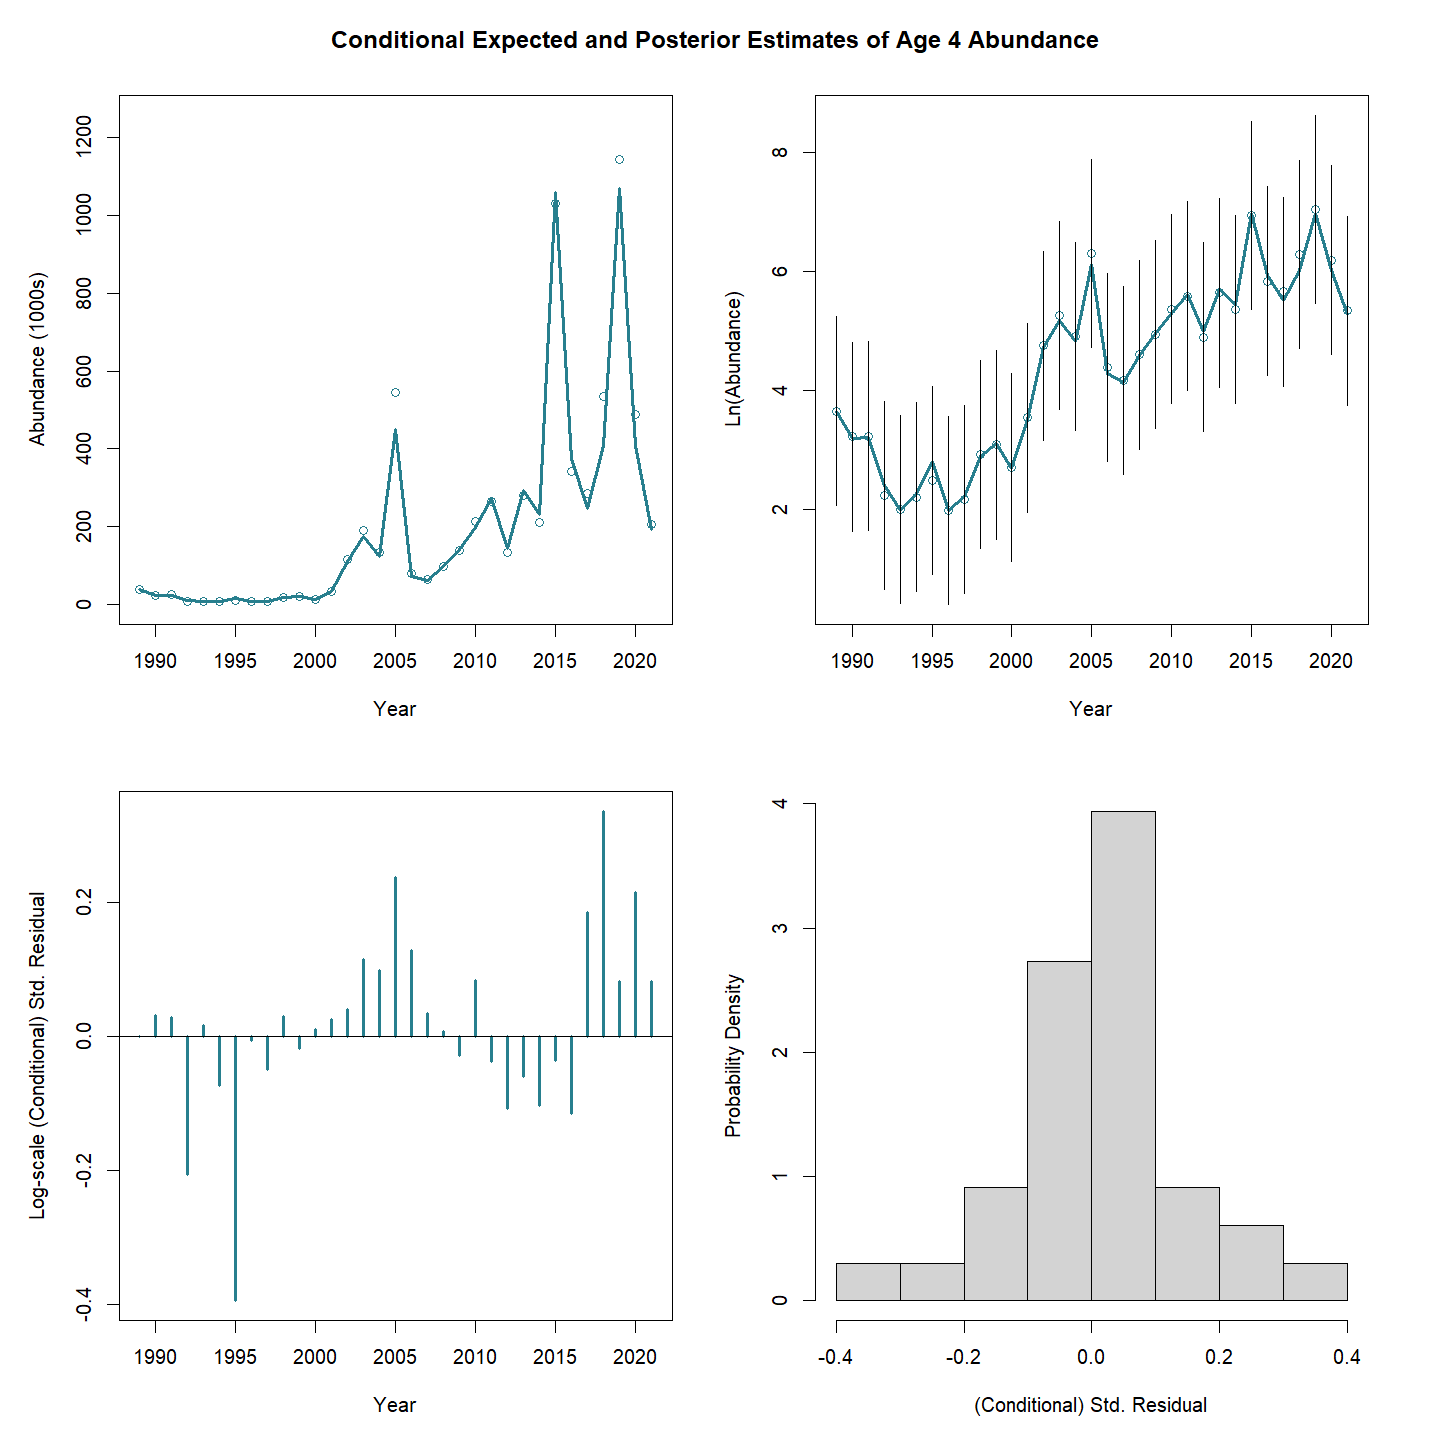 Conditional Expected and Posterior Estimates of Age 4 Abundance
Abundance (1000s)
1200
1000
800
600
400
200
0
1990 1995 2000 2005 2010 2015 2020
Year
Ln(Abundance)
8
6
4
2
1990 1995 2000 2005 2010 2015 2020
Year
Log-scale (Conditional) Std. Residual
0.2
0.0
-0.2
-0.4
1990 1995 2000 2005 2010 2015 2020
Year
Probability Density
4
3
2
1
0
-0.4 -0.2 0.0 0.2 0.4
(Conditional) Std. Residual